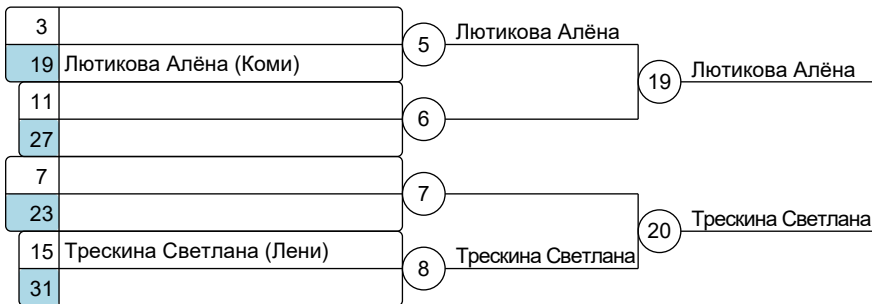 3
5 Лютикова Алёна
19 Лютикова Алёна (Коми)
19 Лютикова Алёна
11
6
27
7
7
23
20 Трескина Светлана
15 Трескина Светлана (Лени)
8 Трескина Светлана
31